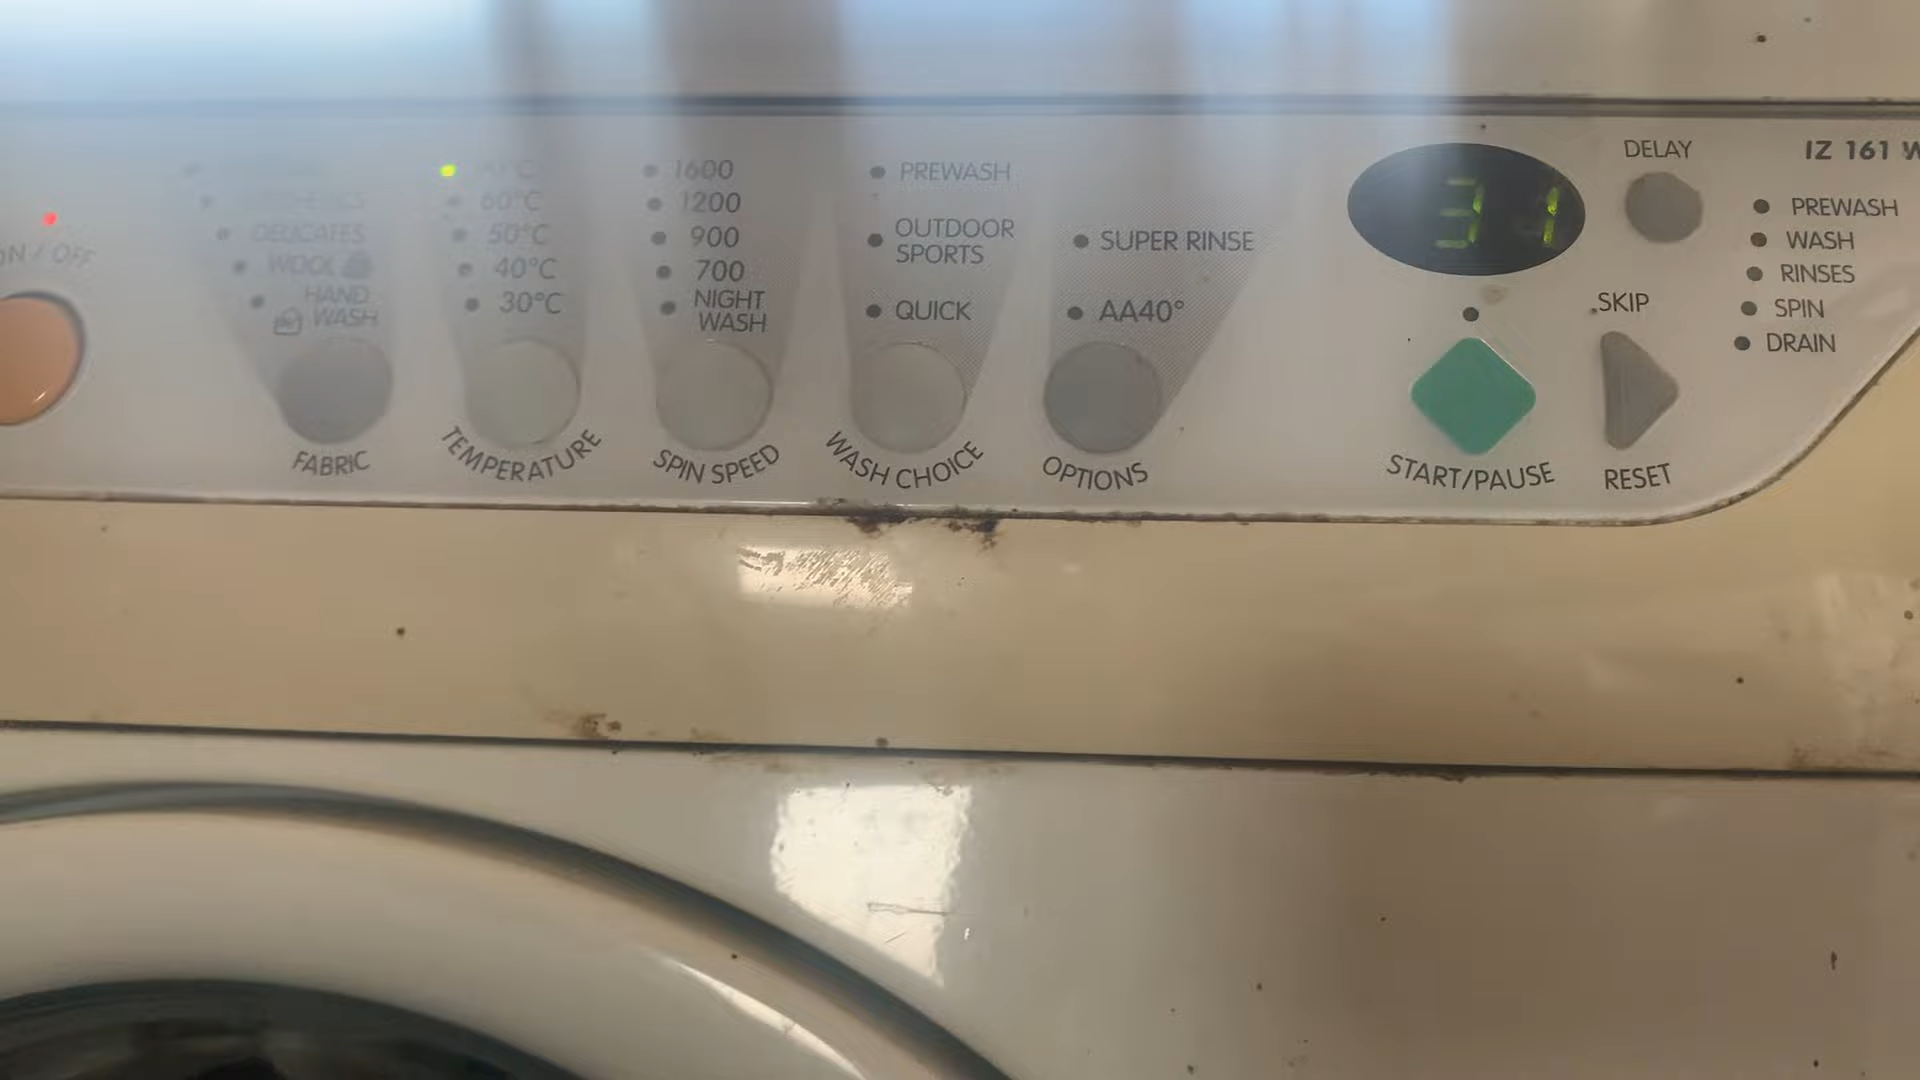 ON / OFF
DELICATES
WOOL
HAND
WASH
FABRIC
60°C
50°C
40°C
30°C
TEMPERATURE
1600
1200
900
700
NIGHT
WASH
SPIN SPEED
PREWASH
OUTDOOR
SPORTS
QUICK
WASH CHOICE
SUPER RINSE
AA40°
OPTIONS
START/PAUSE
DELAY
SKIP
RESET
IZ 161
PREWASH
WASH
RINSES
SPIN
DRAIN